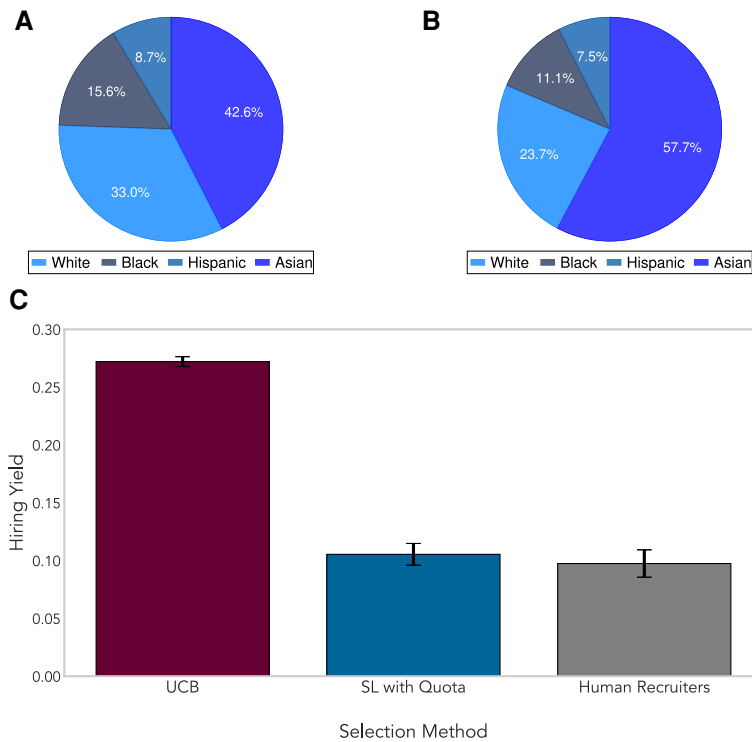 A
8.7%
15.6%
42.6%
33.0%
White Black Hispanic Asian
B
7.5%
11.1%
57.7%
23.7%
White Black Hispanic Asian
C
0.30
0.25
0.20
0.15
0.10
0.05
0.00
Hiring Yield
UCB SL with Quota Human Recruiters
Selection Method